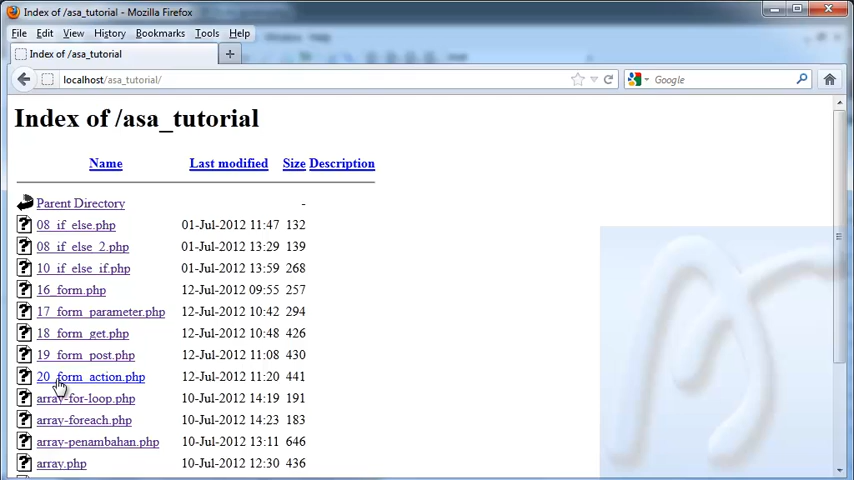 Index of /asa_tutorial - Mozilla Firefox
File Edit View History Bookmarks Tools Help
Index of /asa_tutorial
localhost/asa_tutorial/
Google
Index of /asa_tutorial
Name Last modified Size Description
Parent Directory -
08_if_else.php 01-Jul-2012 11:47 132
08_if_else_2.php 01-Jul-2012 13:29 139
10_if_else_if.php 01-Jul-2012 13:59 268
16_form.php 12-Jul-2012 09:55 257
17_form_parameter.php 12-Jul-2012 10:42 294
18_form_get.php 12-Jul-2012 10:48 426
19_form_post.php 12-Jul-2012 11:08 430
20_form_action.php 12-Jul-2012 11:20 441
array-for-loop.php 10-Jul-2012 14:19 191
array-foreach.php 10-Jul-2012 14:23 183
array-penambahan.php 10-Jul-2012 13:11 646
array.php 10-Jul-2012 12:30 436